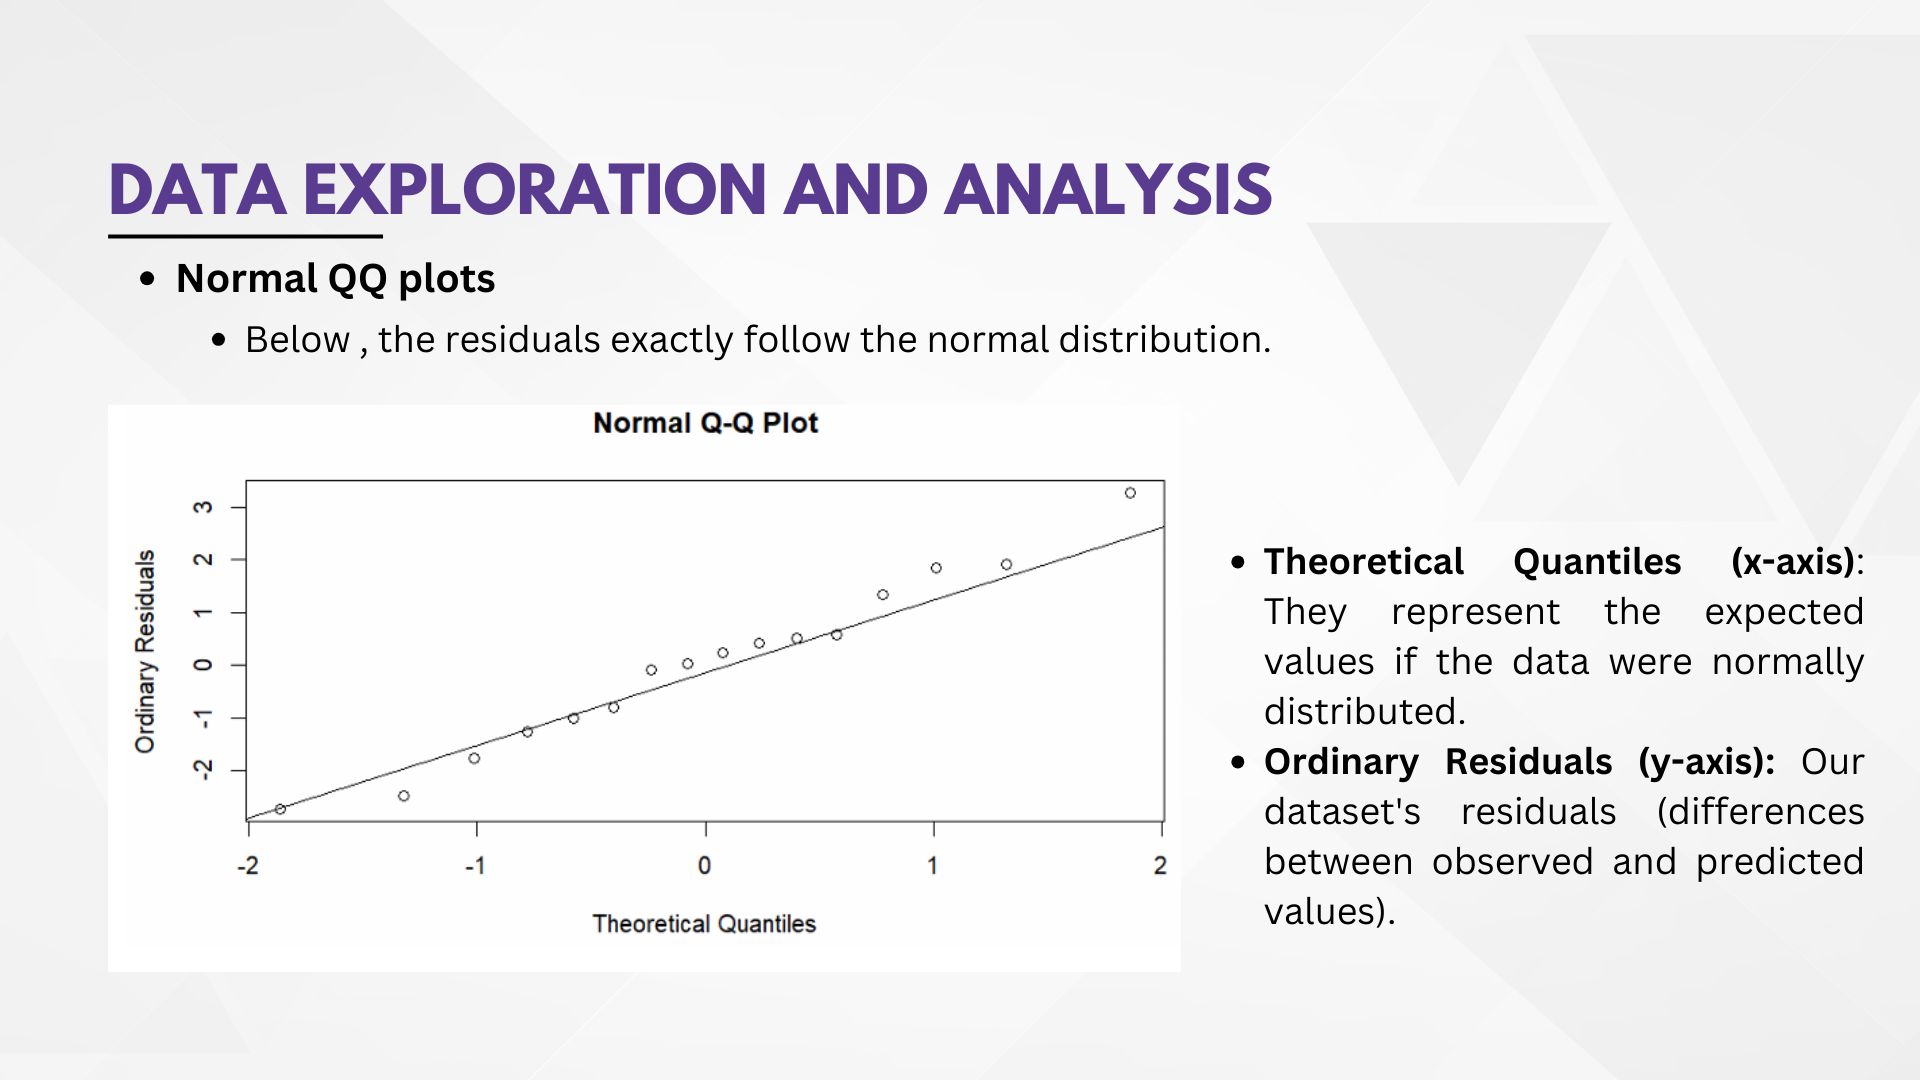 DATA EXPLORATION AND ANALYSIS
• Normal QQ plots
• Below , the residuals exactly follow the normal distribution.
Normal Q-Q Plot
Ordinary Residuals
3
2
1
0
-1
-2
-2 -1 0 1 2
Theoretical Quantiles
• Theoretical Quantiles (x-axis):
They represent the expected
values if the data were normally
distributed.
• Ordinary Residuals (y-axis): Our
dataset's residuals (differences
between observed and predicted
values).